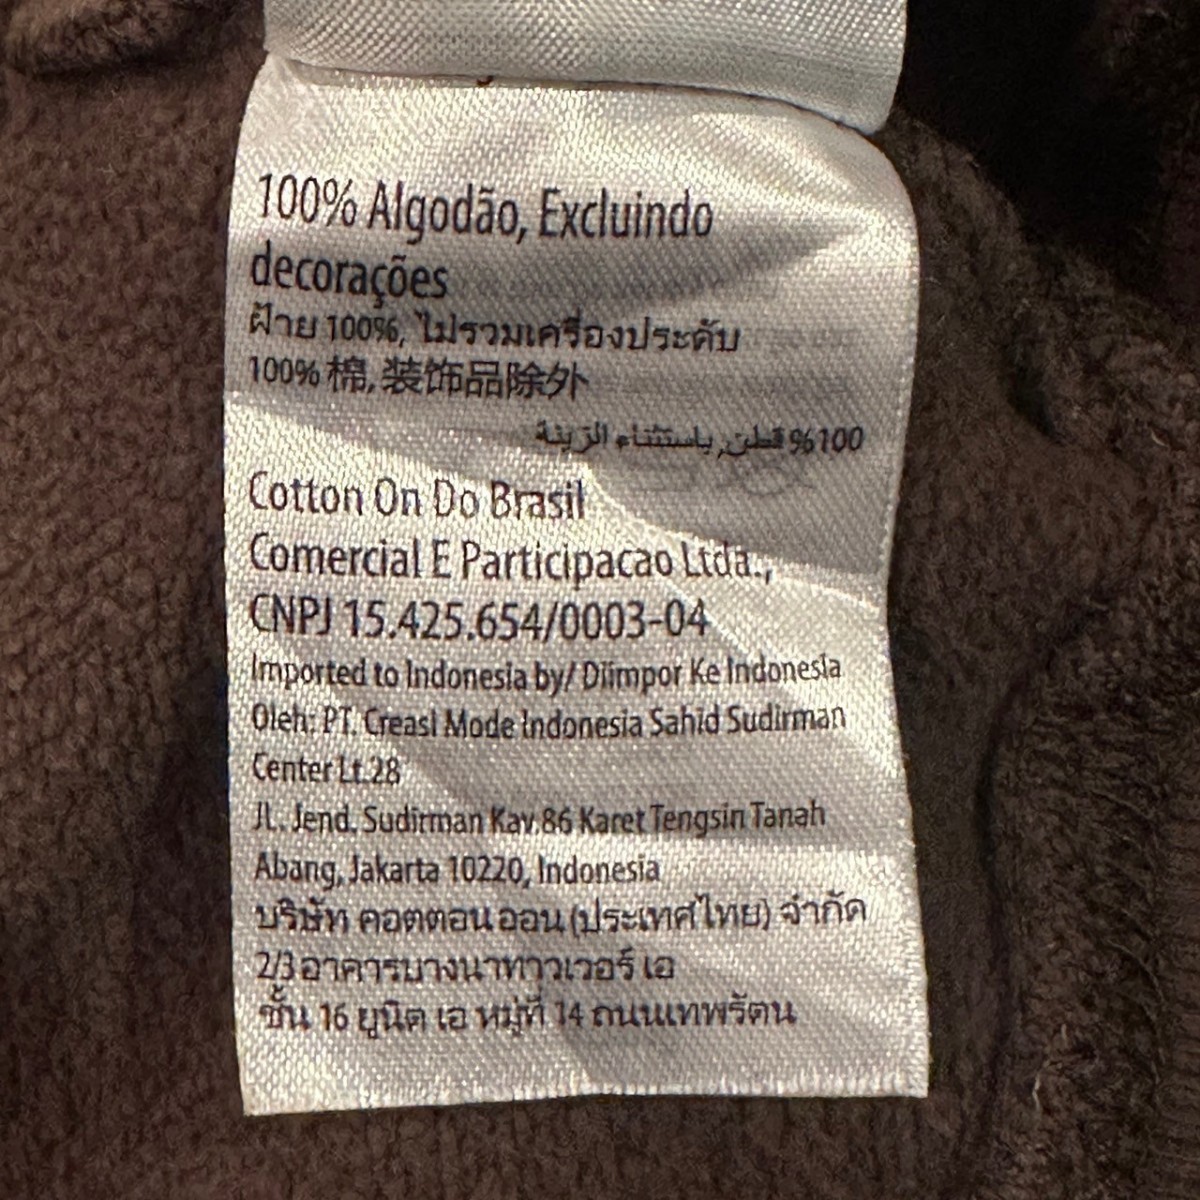 100% Algodão, Excluindo
decorações
ฝ้าย 100%, ไม่รวมเครื่องประดับ
100% 棉, 装饰品除外
100% قطن, باستثناء الزينة
Cotton On Do Brasil
Comercial E Participacao Ltda.,
CNPJ 15.425.654/0003-04
Imported to Indonesia by/ Diimpor Ke Indonesia
Oleh: PT. Creasi Mode Indonesia Sahid Sudirman
Center Lt.28
JL. Jend. Sudirman Kav.86 Karet Tengsin Tanah
Abang, Jakarta 10220, Indonesia
บริษัท คอตตอน ออน (ประเทศไทย) จำกัด
2/3 อาคารบางนาทาวเวอร์ เอ
ชั้น 16 ยูนิต เอ หมู่ที่ 14 ถนนเทพรัตน